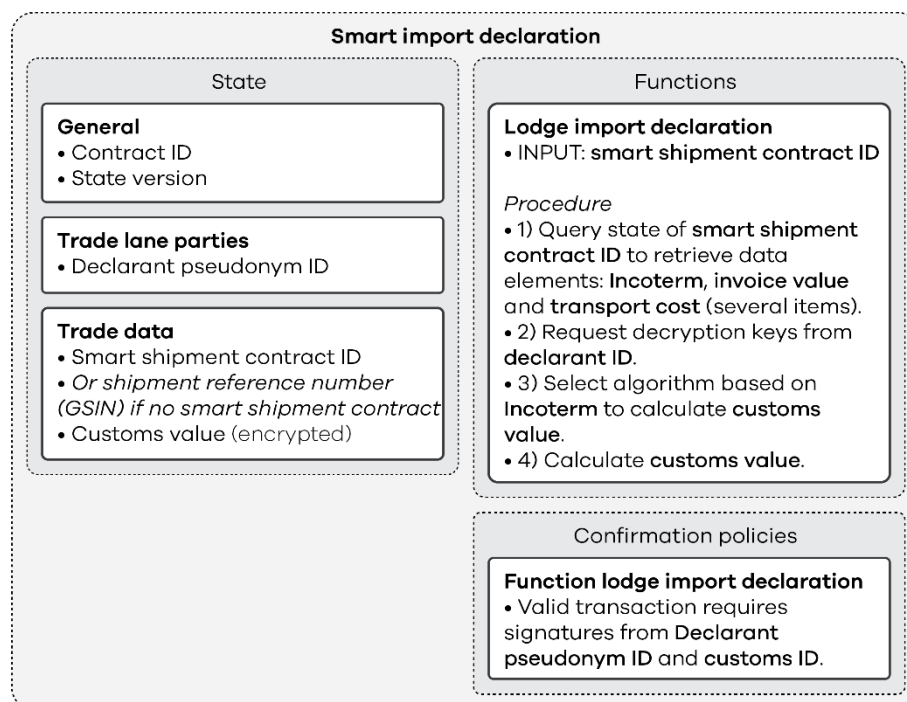 Smart import declaration
State
General
• Contract ID
• State version
Trade lane parties
• Declarant pseudonym ID
Trade data
• Smart shipment contract ID
• Or shipment reference number
(GSIN) if no smart shipment contract
• Customs value (encrypted)
Functions
Lodge import declaration
• INPUT: smart shipment contract ID
Procedure
• 1) Query state of smart shipment
contract ID to retrieve data
elements: Incoterm, invoice value
and transport cost (several items).
• 2) Request decryption keys from
declarant ID.
• 3) Select algorithm based on
Incoterm to calculate customs
value.
• 4) Calculate customs value.
Confirmation policies
Function lodge import declaration
• Valid transaction requires
signatures from Declarant
pseudonym ID and customs ID.